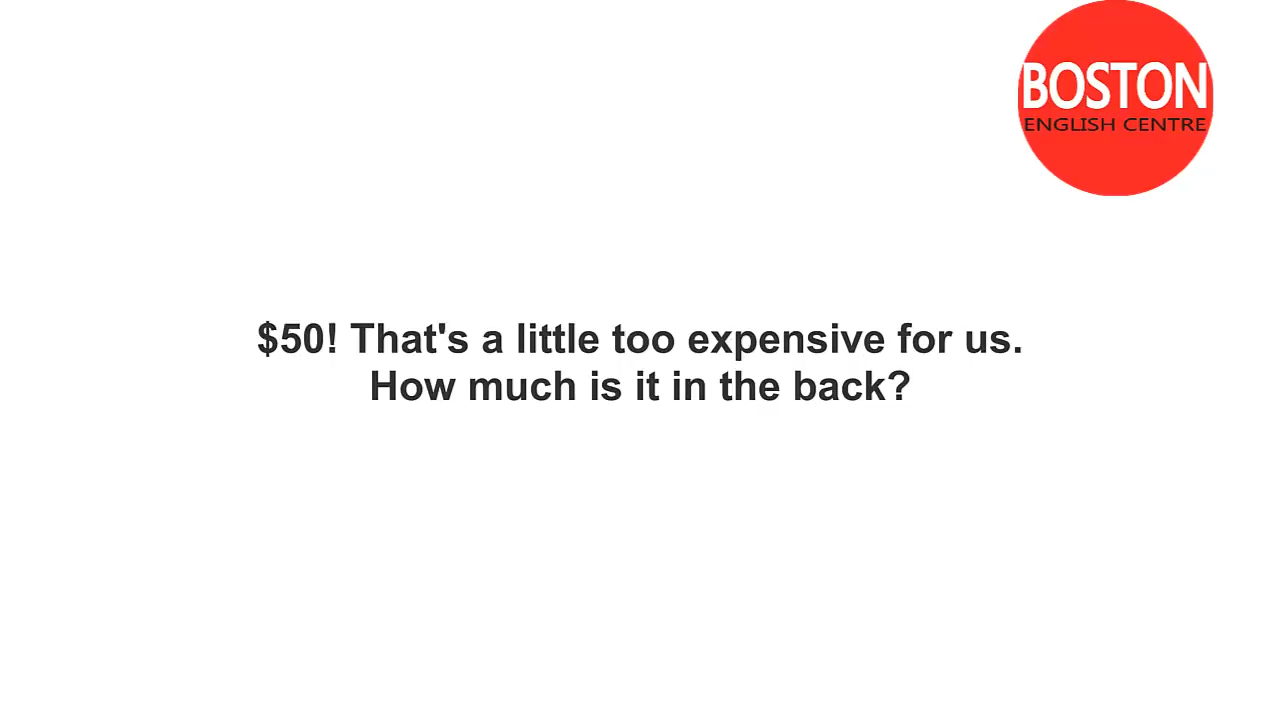 BOSTON
ENGLISH CENTRE
$50! That's a little too expensive for us.
How much is it in the back?